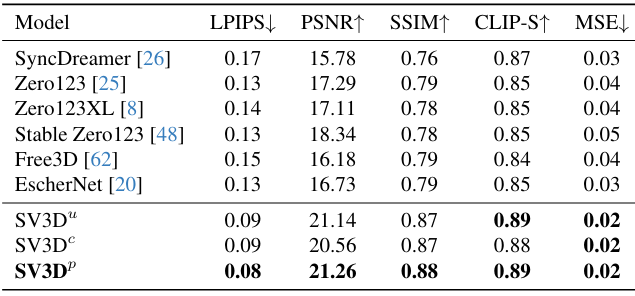 Model LPIPS↓ PSNR↑ SSIM↑ CLIP-S↑ MSE↓
SyncDreamer [26] 0.17 15.78 0.76 0.87 0.03
Zero123 [25] 0.13 17.29 0.79 0.85 0.04
Zero123XL [8] 0.14 17.11 0.78 0.85 0.04
Stable Zero123 [48] 0.13 18.34 0.78 0.85 0.05
Free3D [62] 0.15 16.18 0.79 0.84 0.04
EscherNet [20] 0.13 16.73 0.79 0.85 0.03
SV3Dᵘ 0.09 21.14 0.87 0.89 0.02
SV3Dᶜ 0.09 20.56 0.87 0.88 0.02
SV3Dᵖ 0.08 21.26 0.88 0.89 0.02